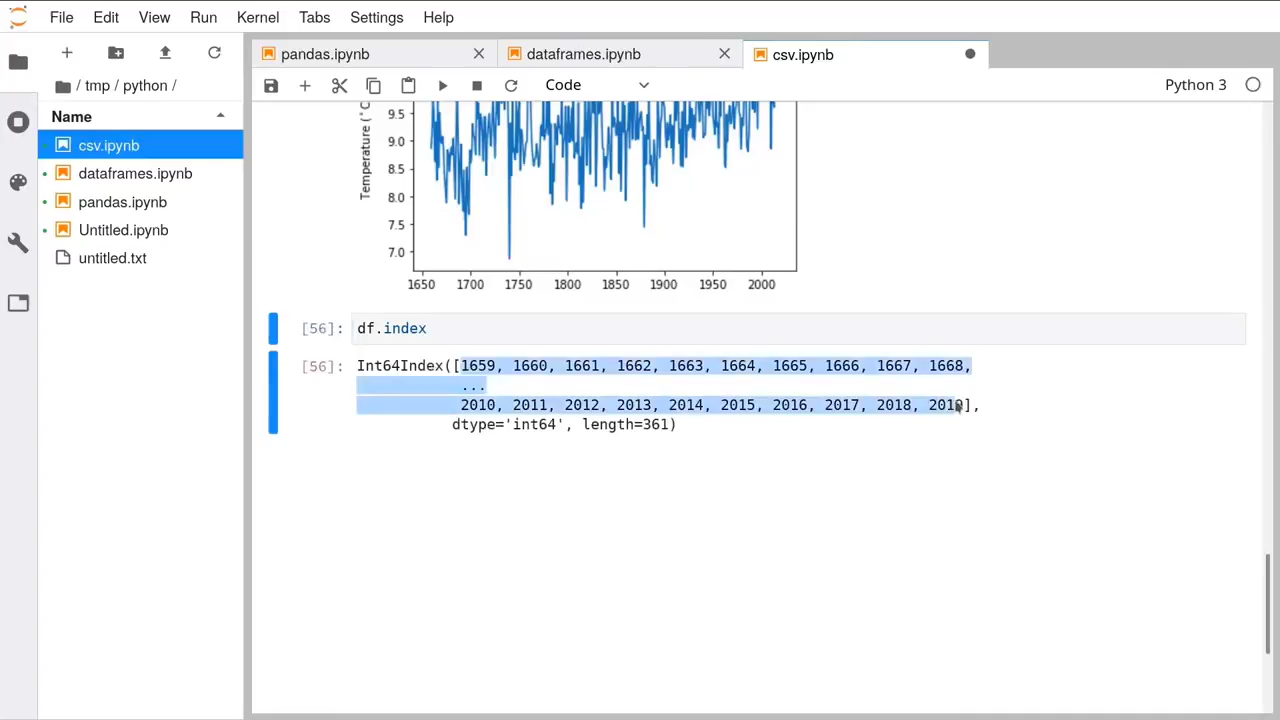 File Edit View Run Kernel Tabs Settings Help
pandas.ipynb dataframes.ipynb csv.ipynb
/ tmp / python /
Code Python 3
Name
csv.ipynb
dataframes.ipynb
pandas.ipynb
Untitled.ipynb
untitled.txt
Temperature (°C
9.5
9.0
8.5
8.0
7.5
7.0
1650 1700 1750 1800 1850 1900 1950 2000
[56]: df.index
[56]: Int64Index([1659, 1660, 1661, 1662, 1663, 1664, 1665, 1666, 1667, 1668,
...
2010, 2011, 2012, 2013, 2014, 2015, 2016, 2017, 2018, 2019],
dtype='int64', length=361)